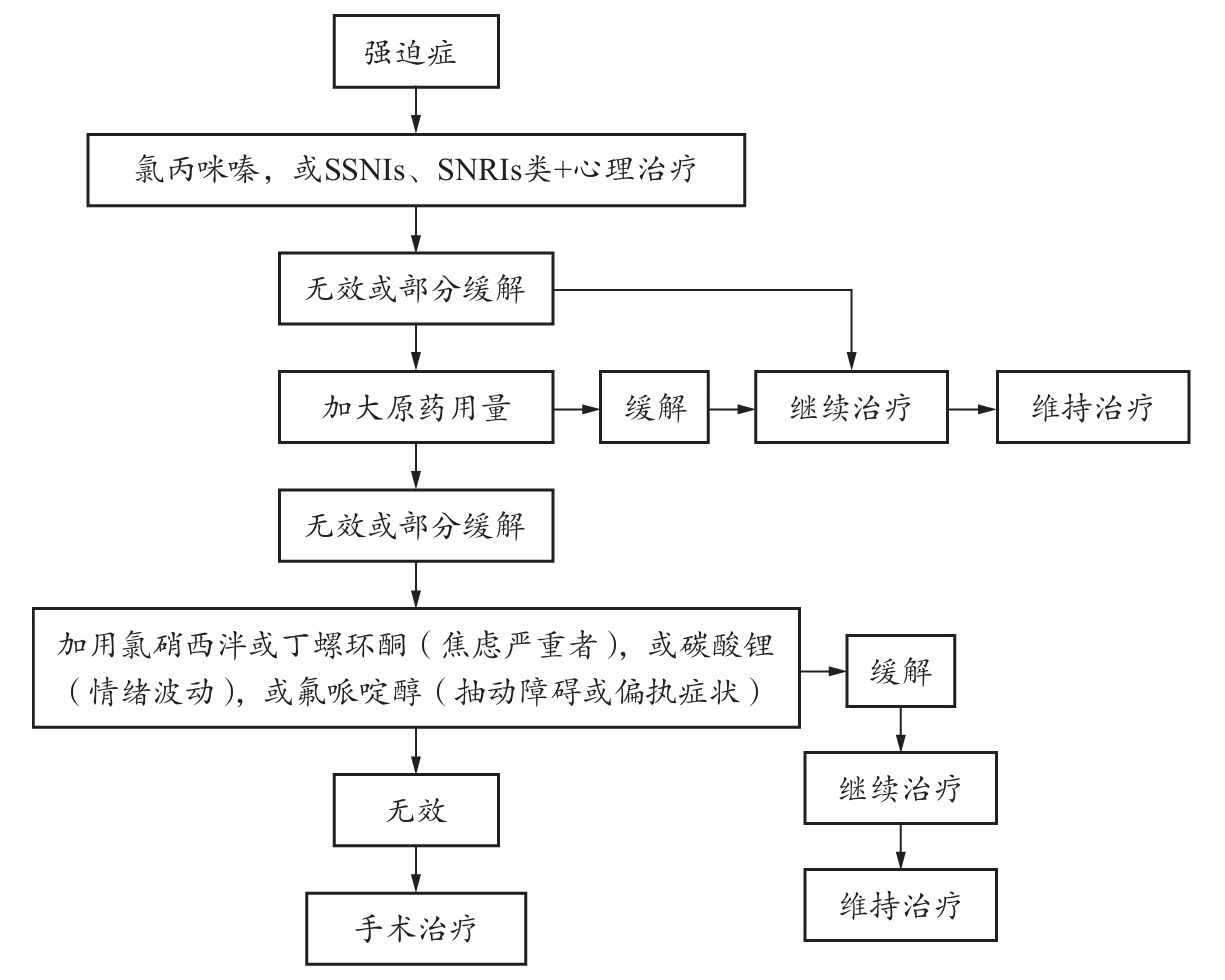 强迫症
氯丙咪嗪，或SSNIs、SNRIs类+心理治疗
无效或部分缓解
加大原药用量
缓解
继续治疗
维持治疗
无效或部分缓解
加用氯硝西泮或丁螺环酮（焦虑严重者），或碳酸锂
（情绪波动），或氟哌啶醇（抽动障碍或偏执症状）
缓解
继续治疗
维持治疗
无效
手术治疗